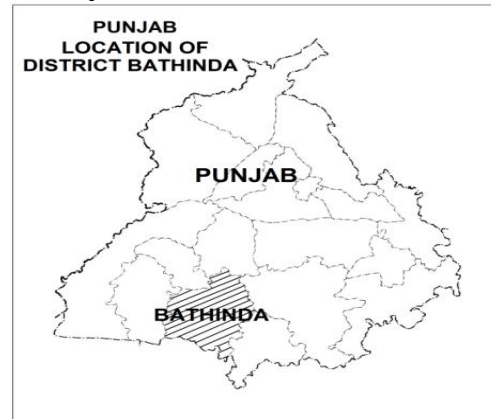 PUNJAB
LOCATION OF
DISTRICT BATHINDA
PUNJAB
BATHINDA